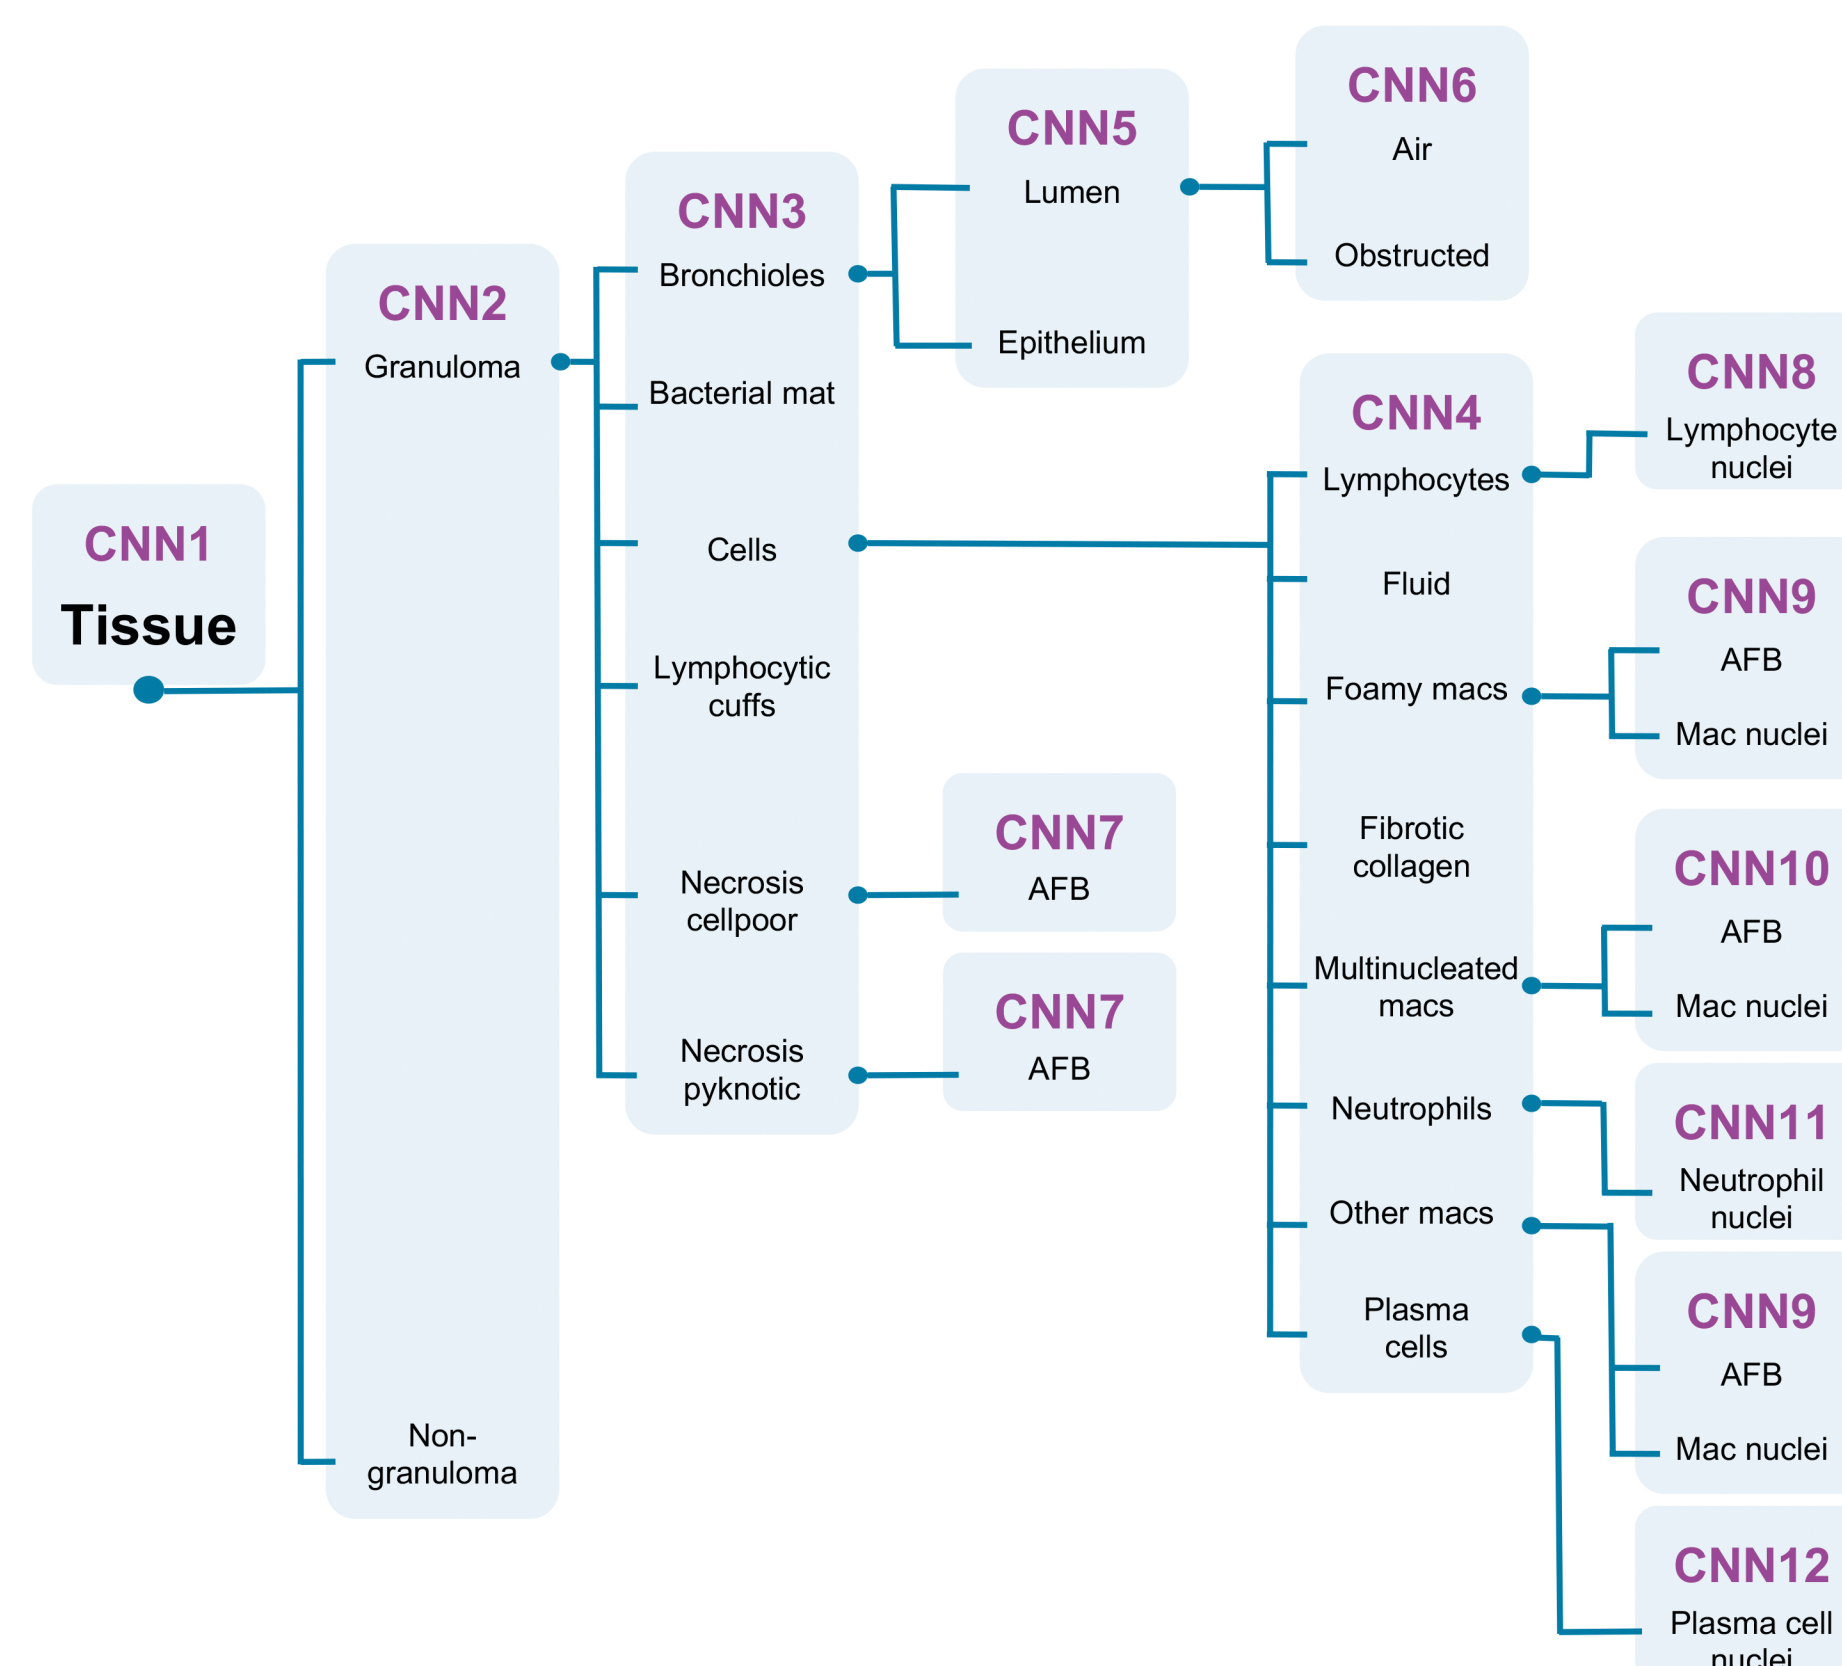 CNN1
Tissue
CNN2
Granuloma
Non-
granuloma
CNN3
Bronchioles
Bacterial mat
Cells
Lymphocytic
cuffs
Necrosis
cellpoor
Necrosis
pyknotic
CNN5
Lumen
Epithelium
CNN6
Air
Obstructed
CNN7
AFB
CNN7
AFB
CNN4
Lymphocytes
Fluid
Foamy macs
Fibrotic
collagen
Multinucleated
macs
Neutrophils
Other macs
Plasma
cells
CNN8
Lymphocyte
nuclei
CNN9
AFB
Mac nuclei
CNN10
AFB
Mac nuclei
CNN11
Neutrophil
nuclei
CNN9
AFB
Mac nuclei
CNN12
Plasma cell
nuclei